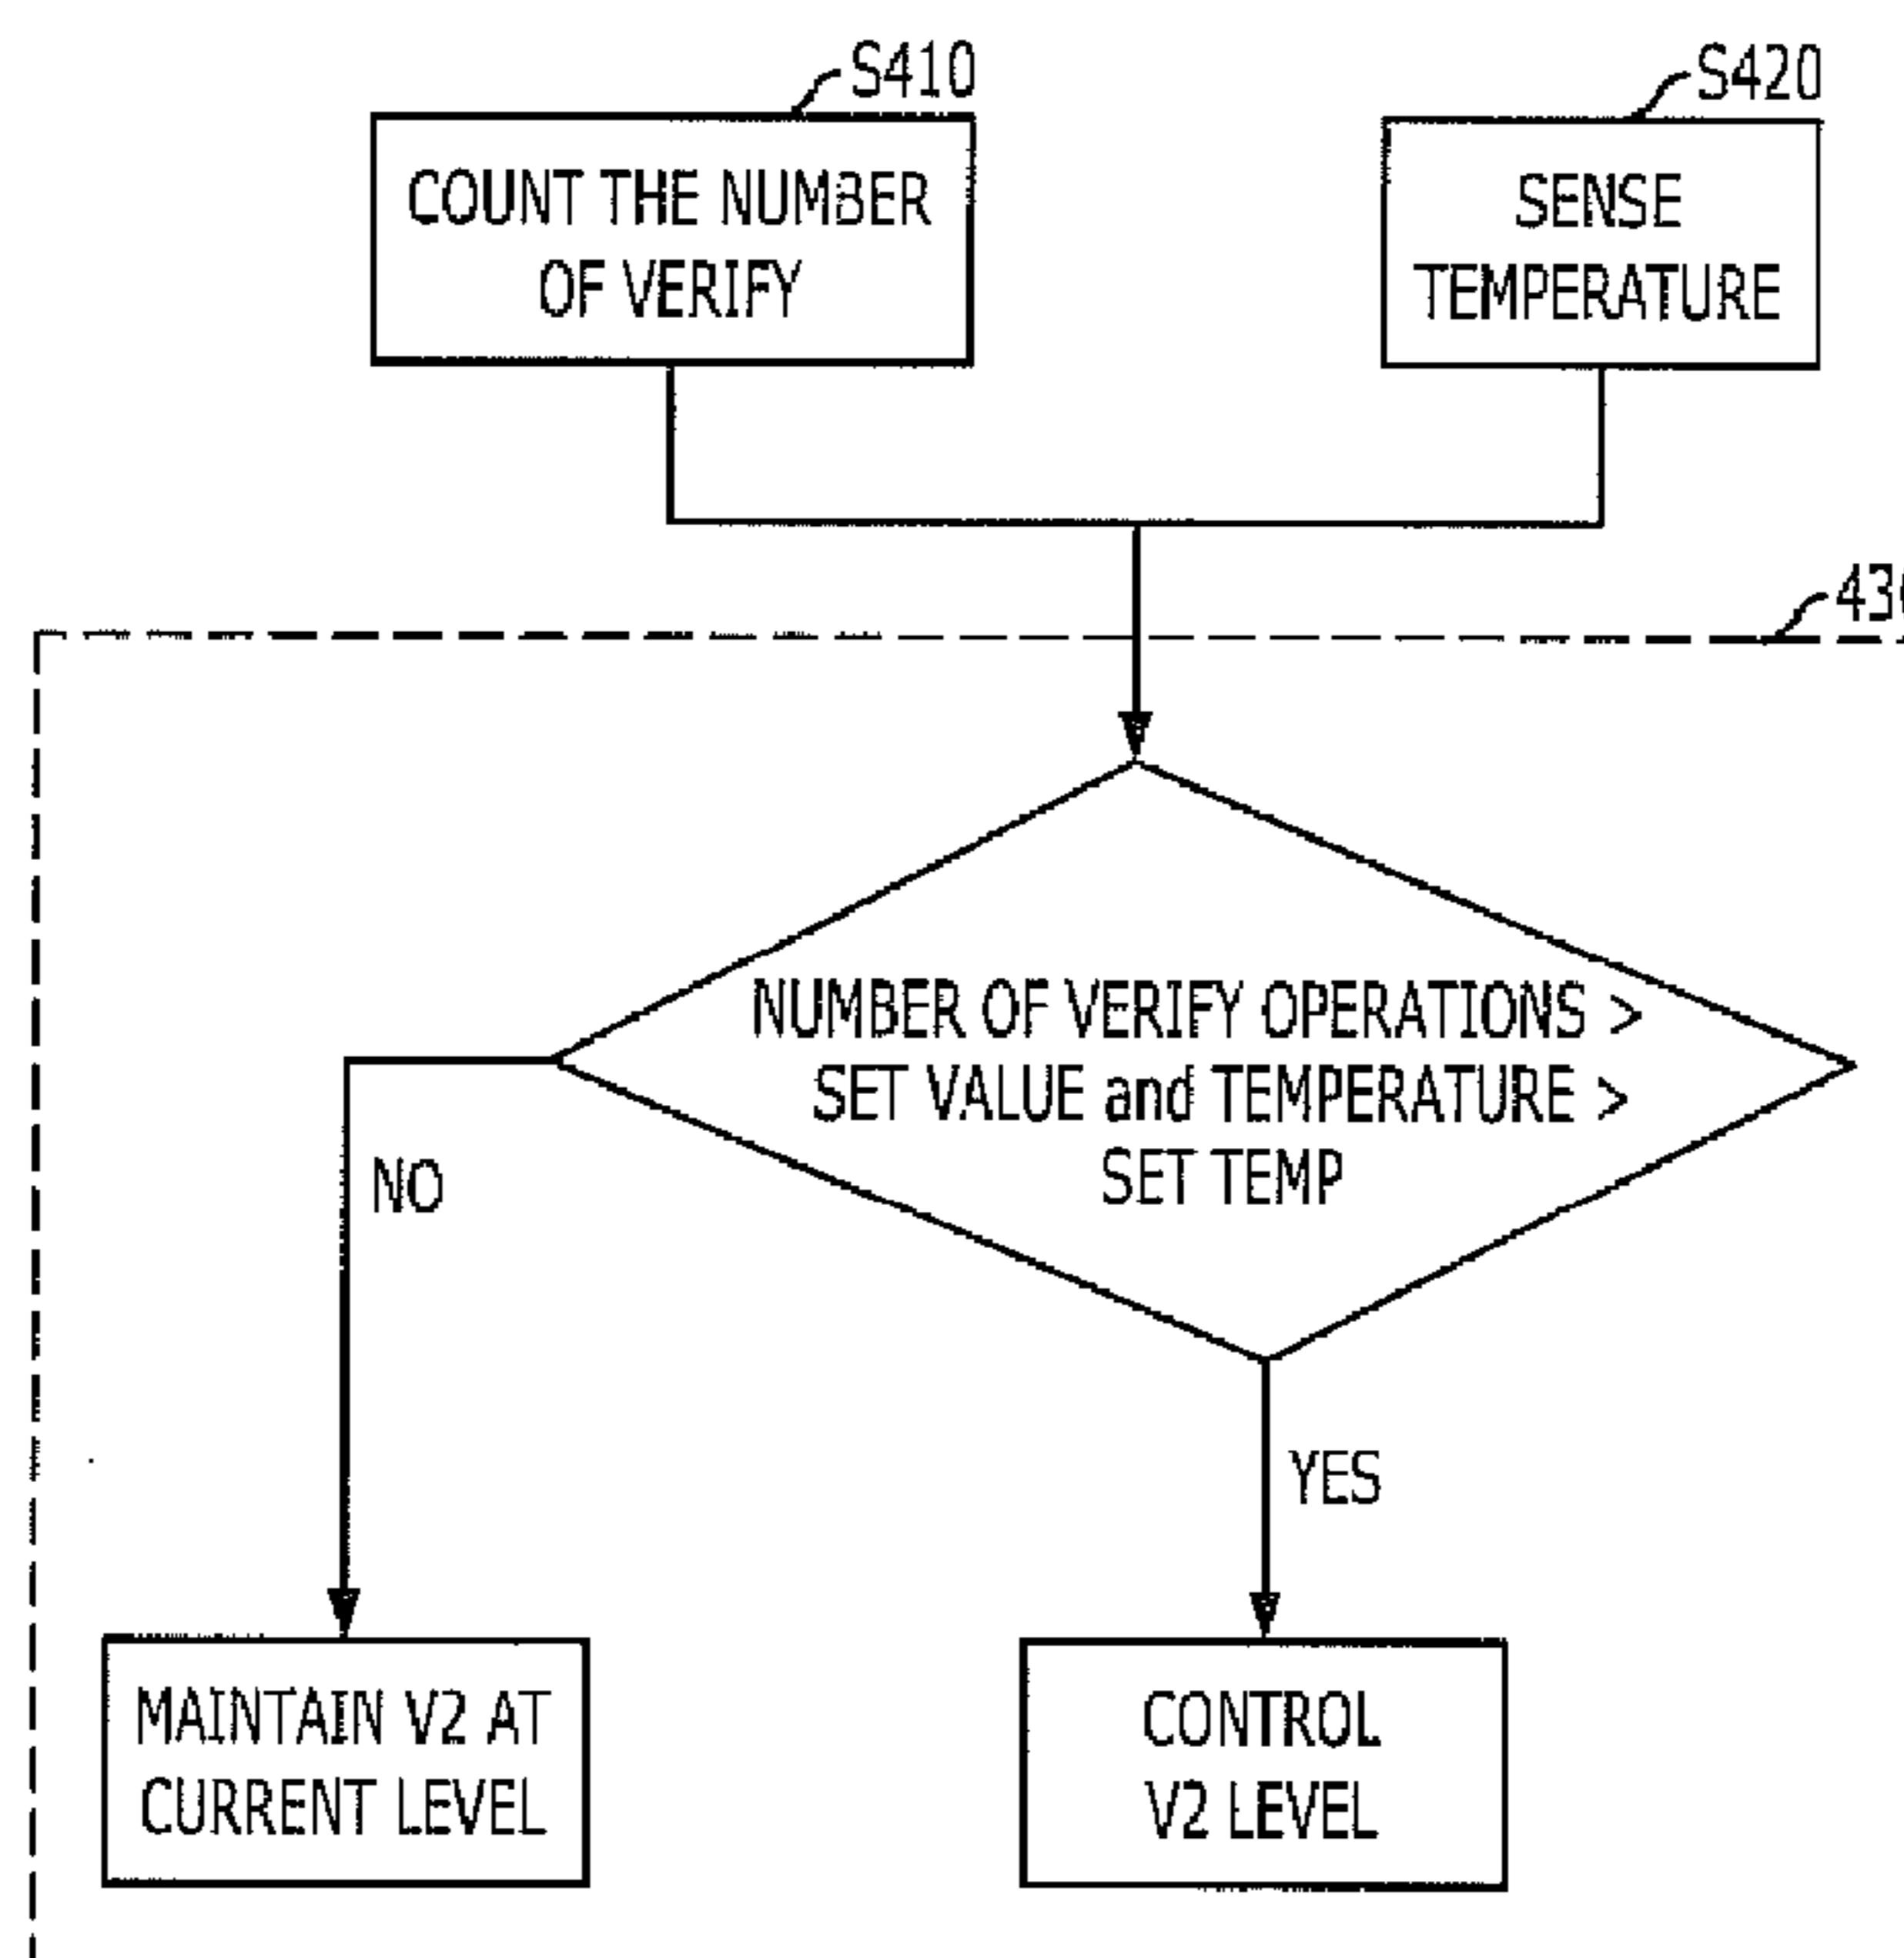 S410
S420
COUNT THE NUMBER
OF VERIFY
SENSE
TEMPERATURE
NUMBER OF VERIFY OPERATIONS >
SET VALUE and TEMPERATURE >
SET TEMP
NO
YES
MAINTAIN V2 AT
CURRENT LEVEL
CONTROL
V2 LEVEL